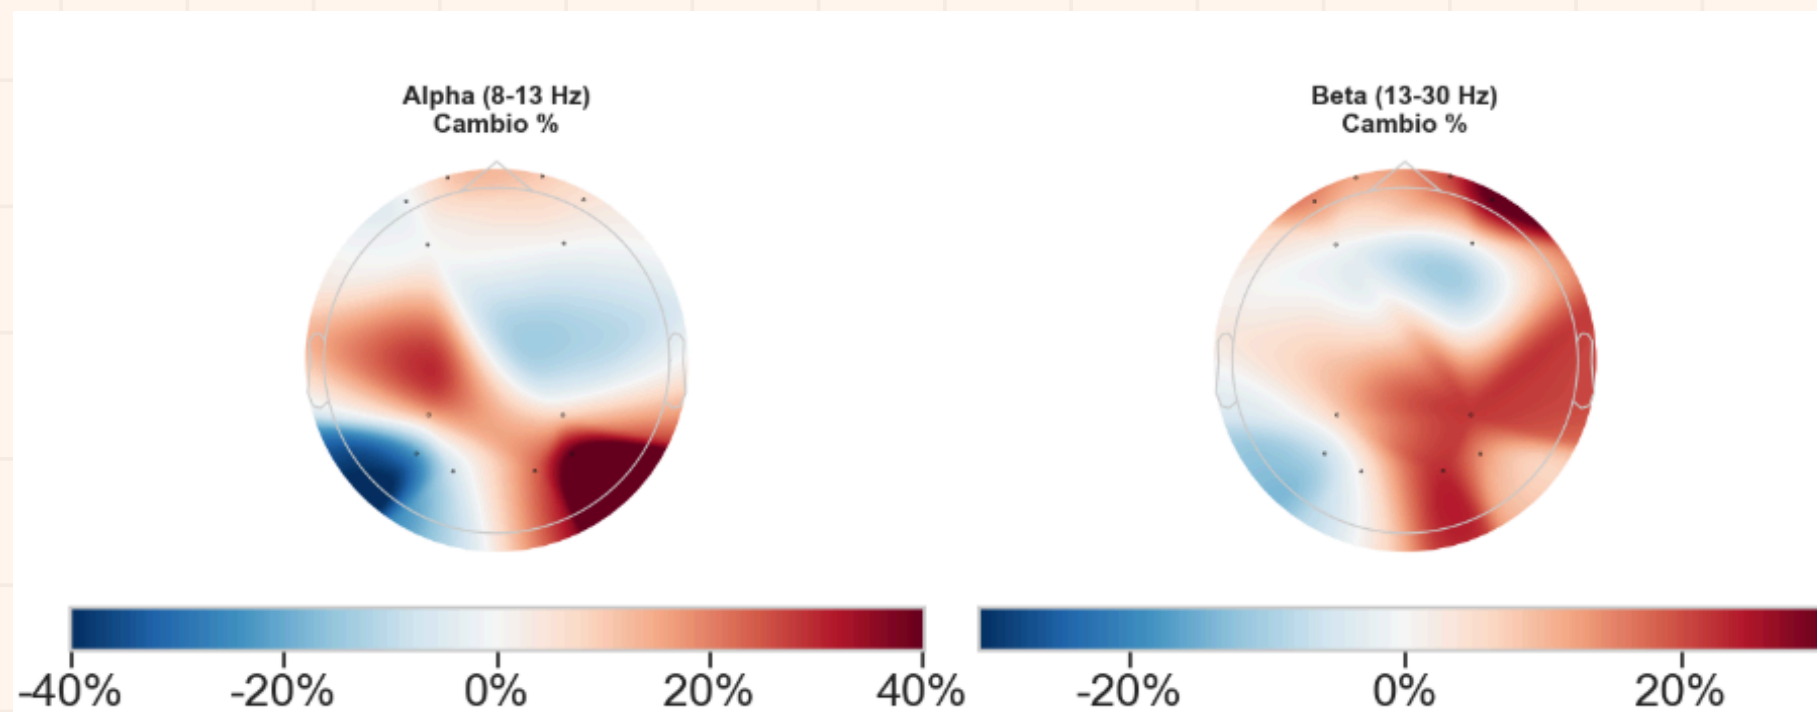 Alpha (8-13 Hz)
Cambio %
Beta (13-30 Hz)
Cambio %
-40% -20% 0% 20% 40%
-20% 0% 20%